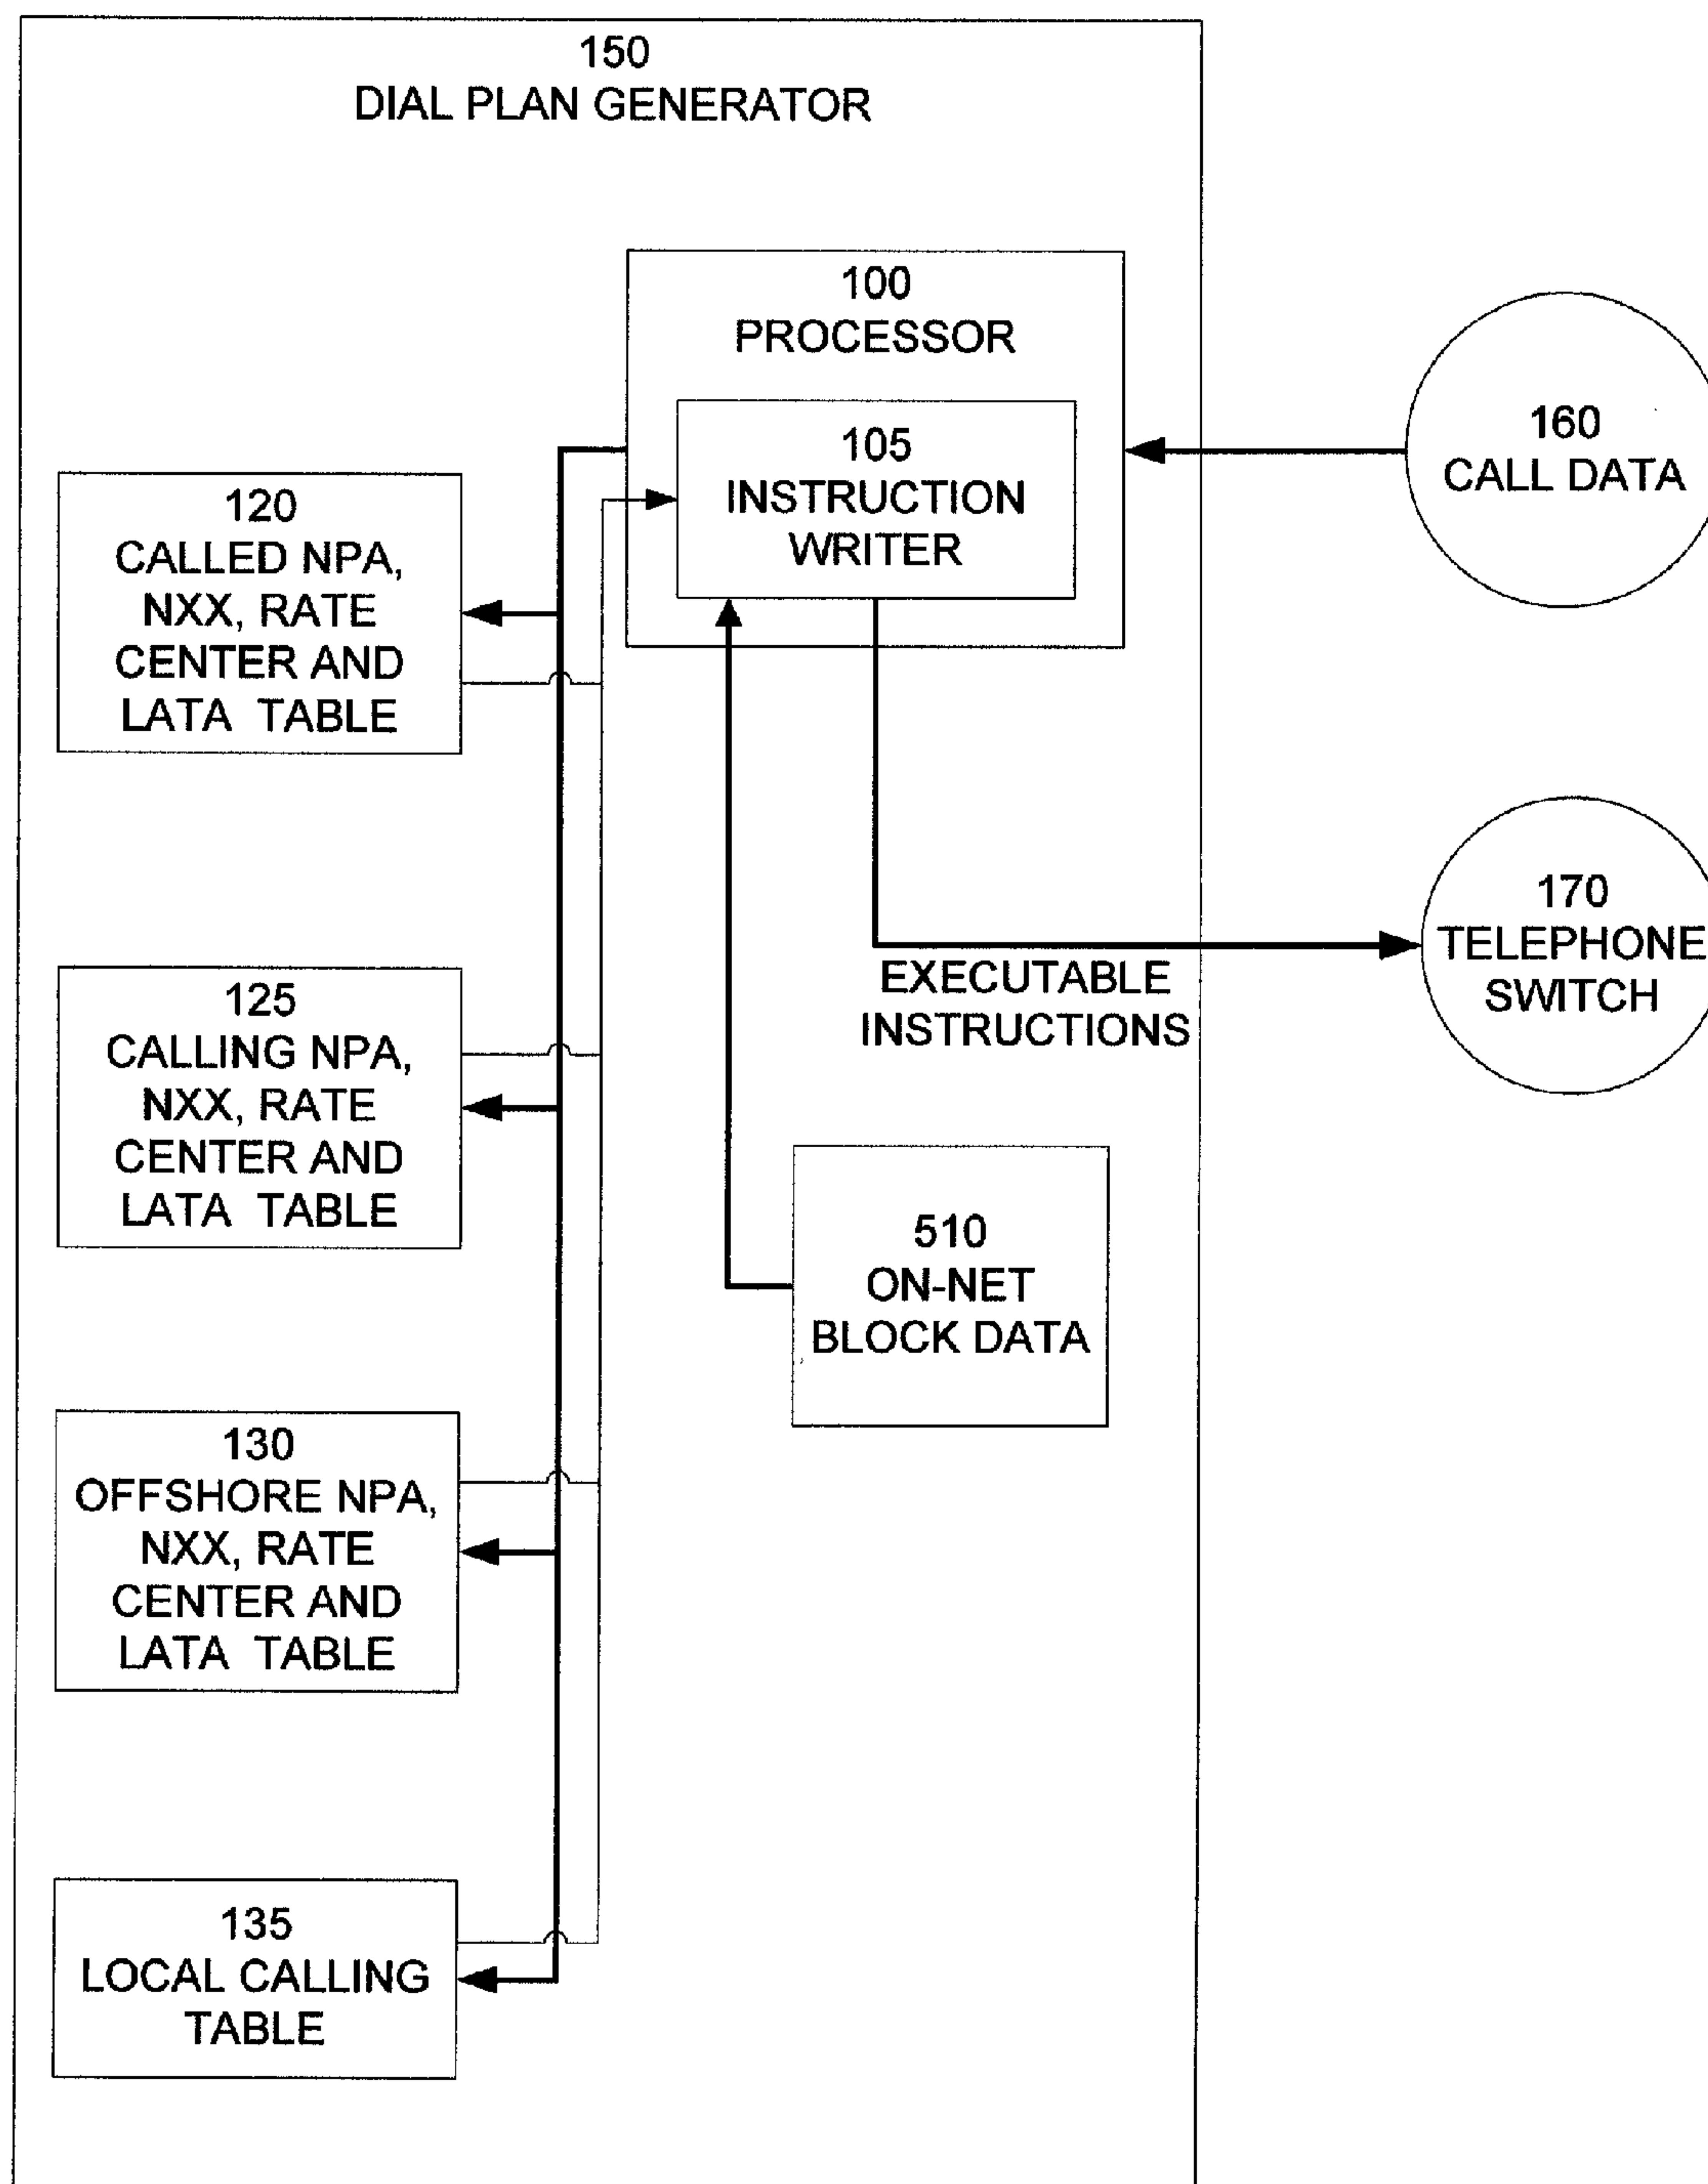 150
DIAL PLAN GENERATOR
100
PROCESSOR
105
INSTRUCTION
WRITER
160
CALL DATA
120
CALLED NPA,
NXX, RATE
CENTER AND
LATA TABLE
170
TELEPHONE
SWITCH
EXECUTABLE
INSTRUCTIONS
125
CALLING NPA,
NXX, RATE
CENTER AND
LATA TABLE
510
ON-NET
BLOCK DATA
130
OFFSHORE NPA,
NXX, RATE
CENTER AND
LATA TABLE
135
LOCAL CALLING
TABLE